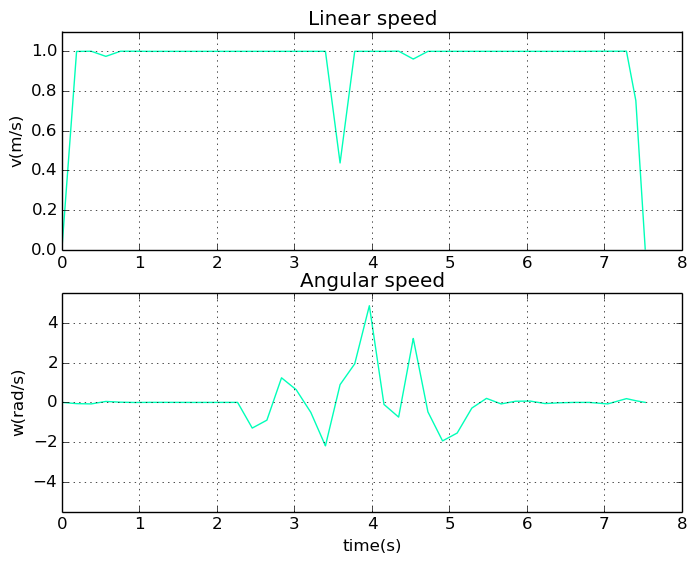 Linear speed
v(m/s)
1.0
0.8
0.6
0.4
0.2
0.0
0 1 2 3 4 5 6 7 8
Angular speed
w(rad/s)
4
2
0
−2
−4
0 1 2 3 4 5 6 7 8
time(s)